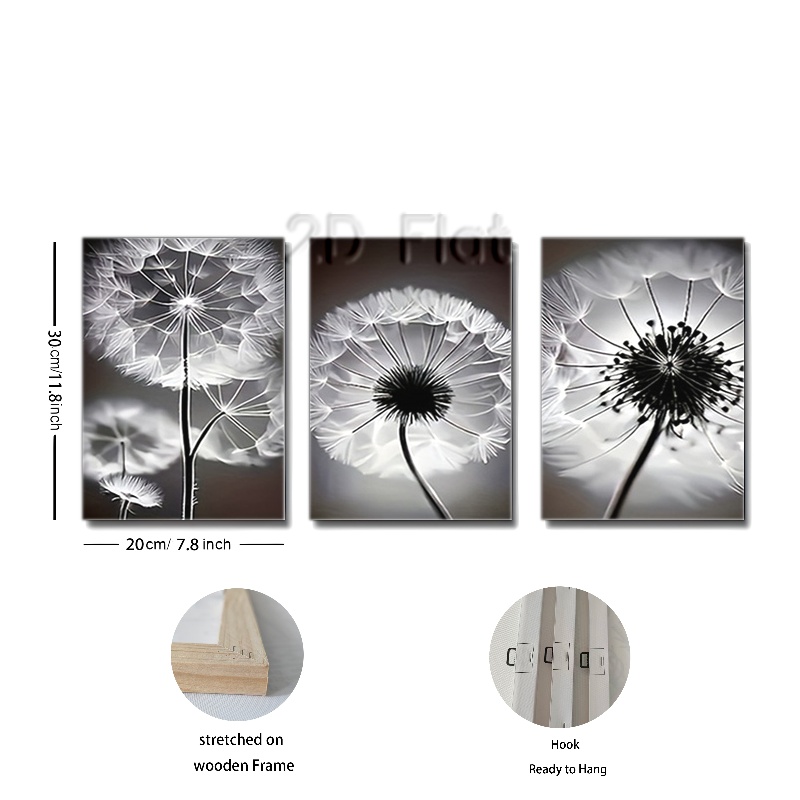 2D Flat
30cm/11.8inch
20cm/ 7.8 inch
stretched on
wooden Frame
Hook
Ready to Hang